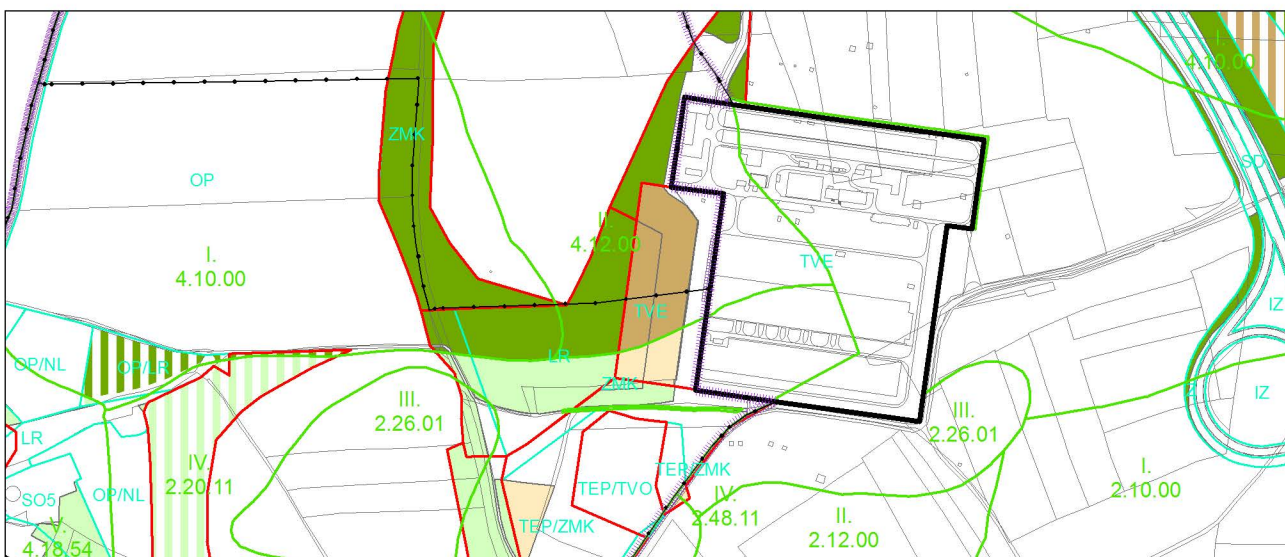 I.
4.10.00
ZMK
SD
OP
II.
4.12.00
I.
4.10.00
TVE
IZ
TVE
LR
OP/NL
OP/LR
ZMK
IZ
IZ
III.
2.26.01
III.
2.26.01
LR
IV.
2.20.11
TEP/ZMK
I.
2.10.00
SO5
OP/NL
TEP/TVO
IV.
2.48.11
II.
2.12.00
TEP/ZMK
V.
4.18.54